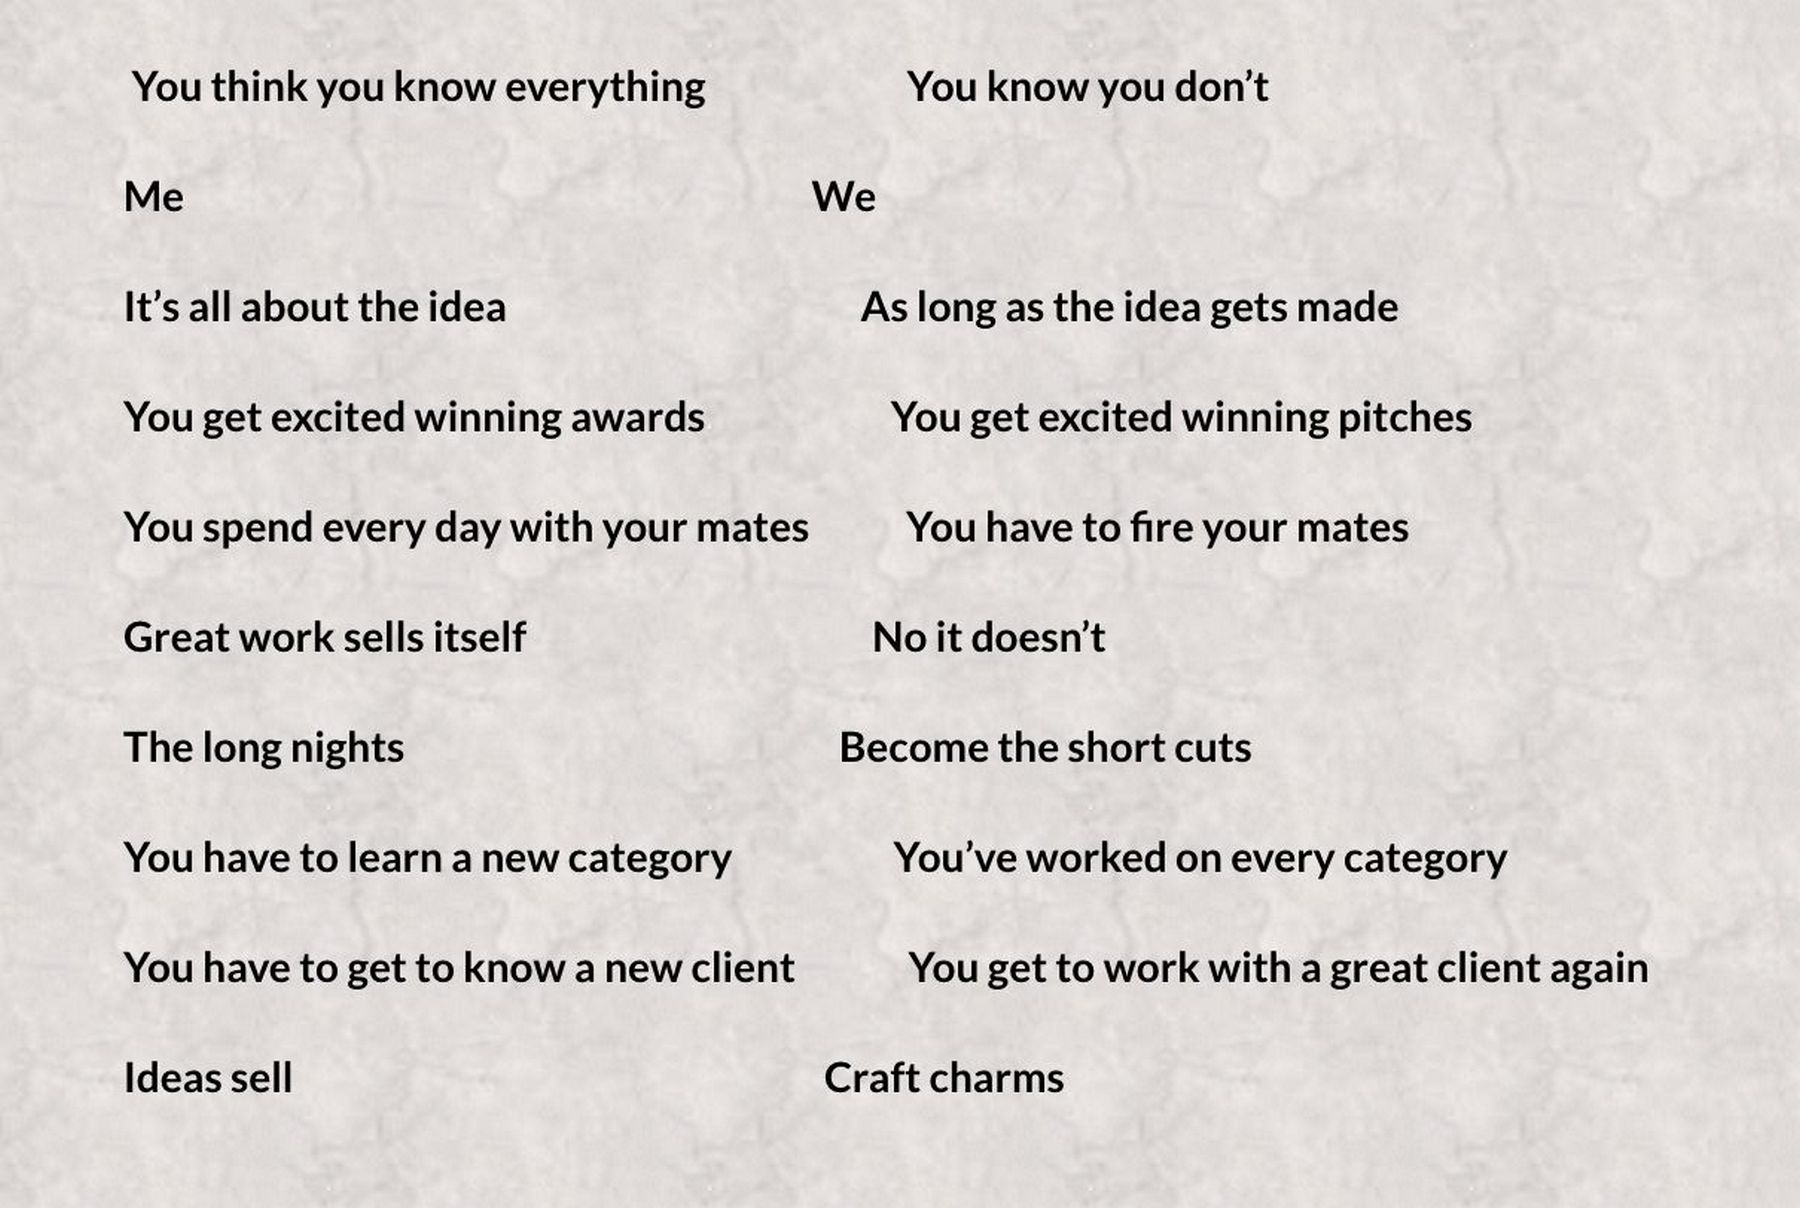 You think you know everything You know you don’t
Me We
It’s all about the idea As long as the idea gets made
You get excited winning awards You get excited winning pitches
You spend every day with your mates You have to fire your mates
Great work sells itself No it doesn’t
The long nights Become the short cuts
You have to learn a new category You’ve worked on every category
You have to get to know a new client You get to work with a great client again
Ideas sell Craft charms